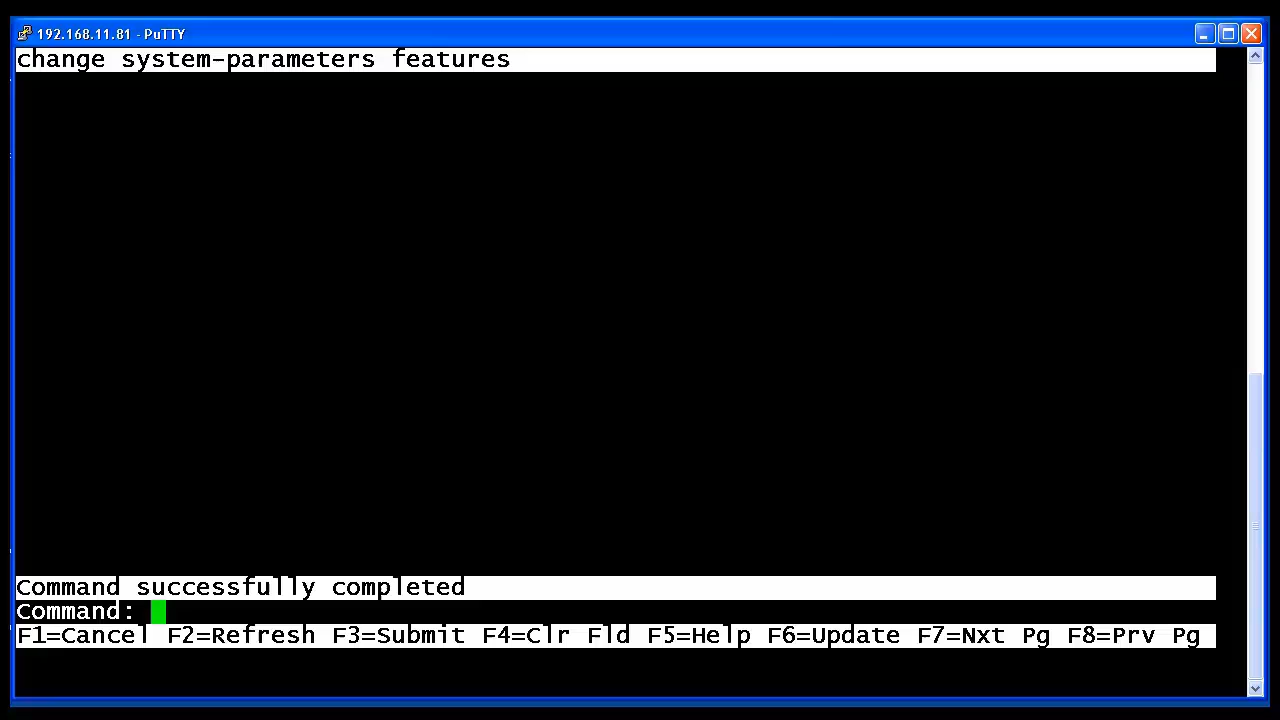 192.168.11.81 - PuTTY
change system-parameters features
Command successfully completed
Command:
F1=Cancel F2=Refresh F3=Submit F4=Clr Fld F5=Help F6=Update F7=Nxt Pg F8=Prv Pg